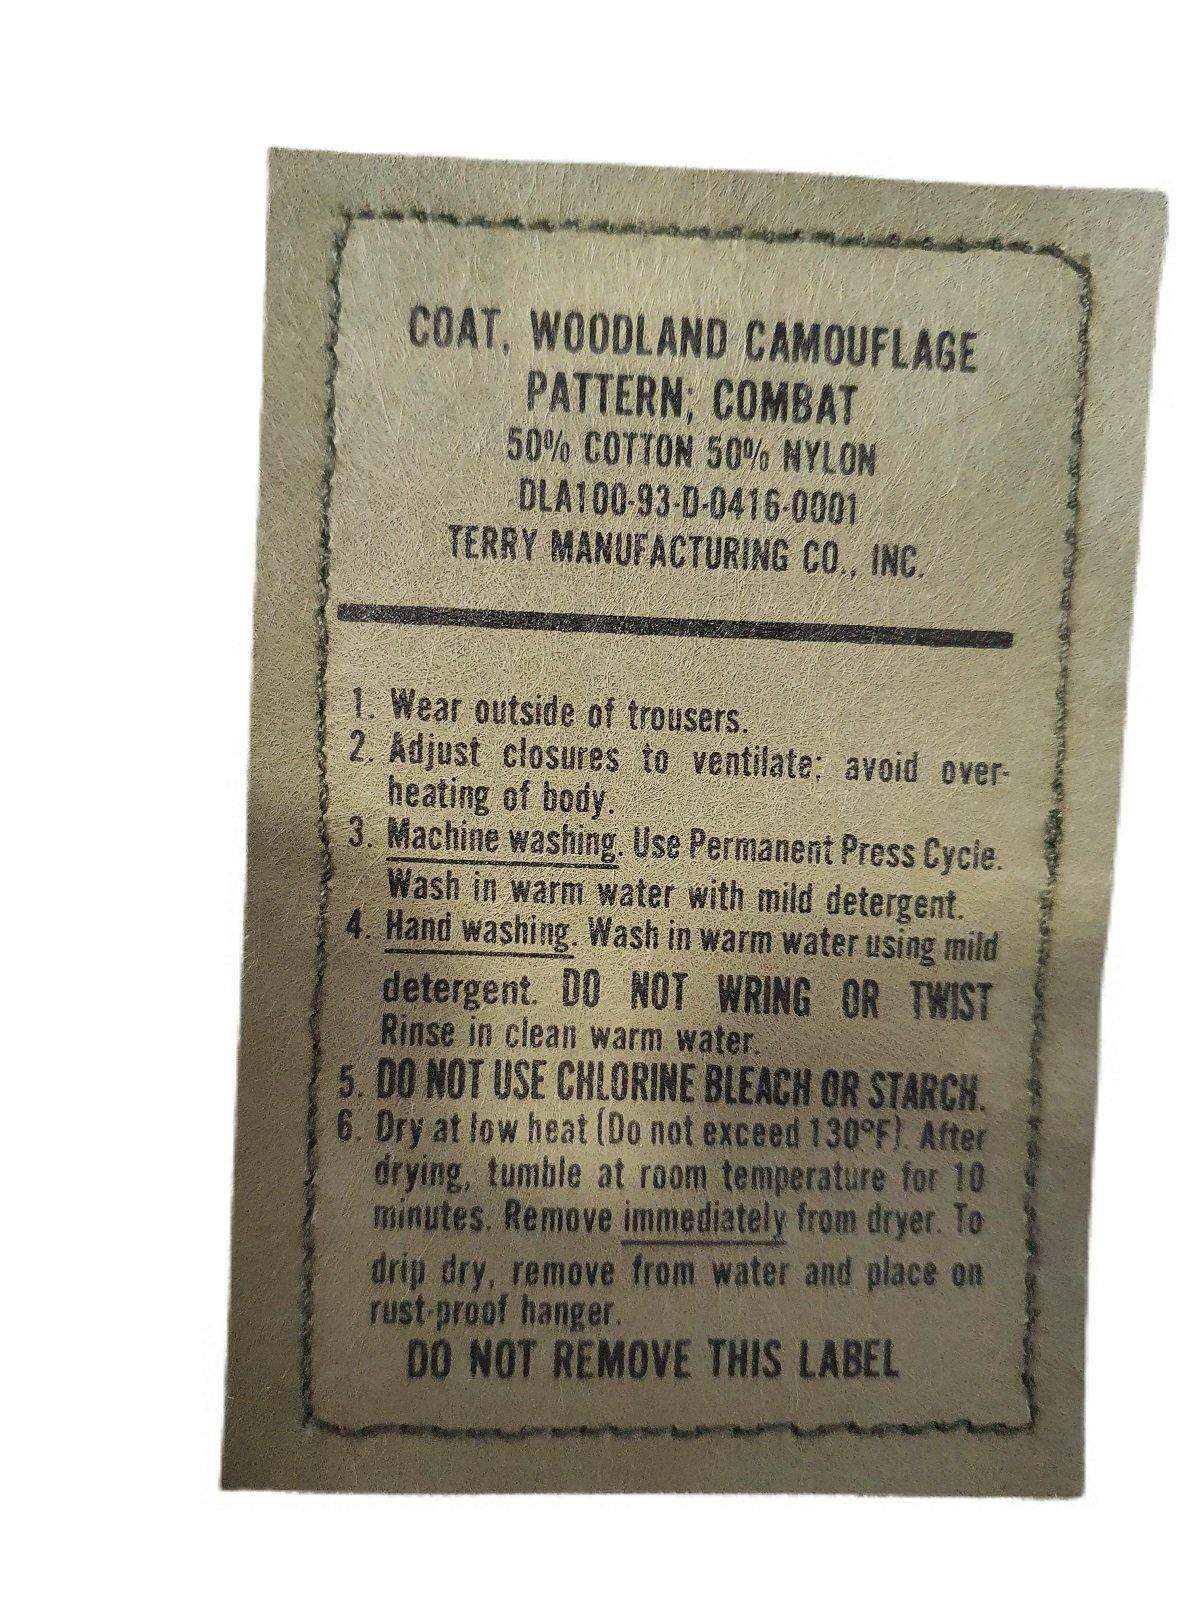 COAT, WOODLAND CAMOUFLAGE
PATTERN; COMBAT
50% COTTON 50% NYLON
DLA100-93-D-0416-0001
TERRY MANUFACTURING CO., INC.
1. Wear outside of trousers.
2. Adjust closures to ventilate; avoid over-
heating of body.
3. Machine washing. Use Permanent Press Cycle.
Wash in warm water with mild detergent.
4. Hand washing. Wash in warm water using mild
detergent. DO NOT WRING OR TWIST
Rinse in clean warm water.
5. DO NOT USE CHLORINE BLEACH OR STARCH.
6. Dry at low heat (Do not exceed 130°F). After
drying, tumble at room temperature for 10
minutes. Remove immediately from dryer. To
drip dry, remove from water and place on
rust-proof hanger.
DO NOT REMOVE THIS LABEL